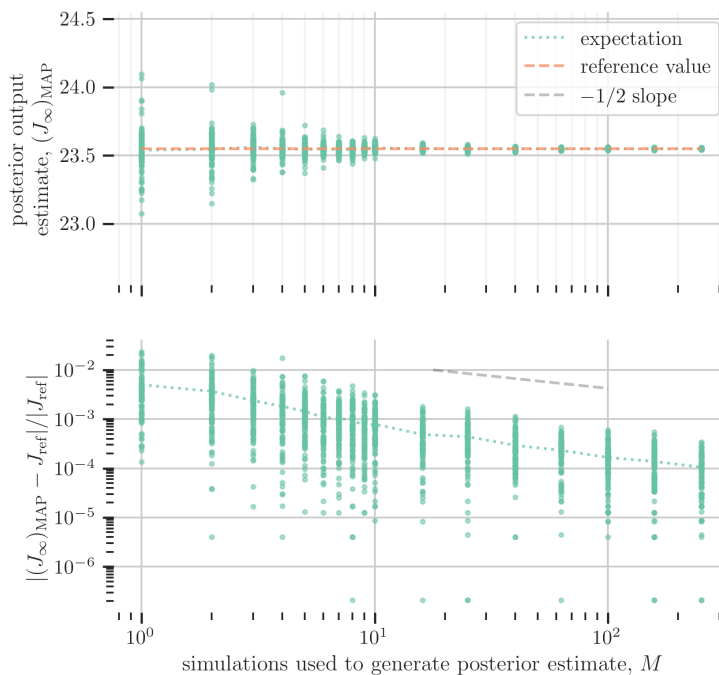 24.5
24.0
23.5
23.0
posterior output
estimate, (J∞)MAP
expectation
reference value
−1/2 slope
10⁻²
10⁻³
10⁻⁴
10⁻⁵
10⁻⁶
|(J∞)MAP − Jref|/|Jref|
10⁰
10¹
10²
simulations used to generate posterior estimate, M